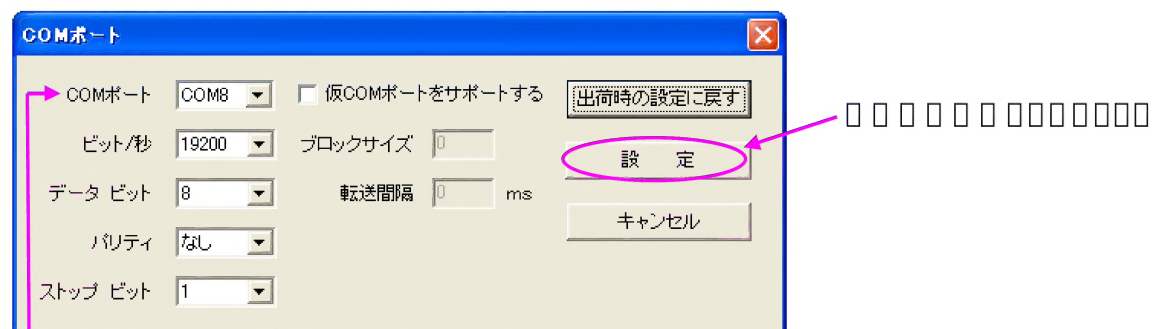 COMポート
COMポート COM8 仮COMポートをサポートする 出荷時の設定に戻す
ビット/秒 19200 ブロックサイズ 0 設 定
データ ビット 8 転送間隔 0 ms
キャンセル
パリティ なし
ストップ ビット 1